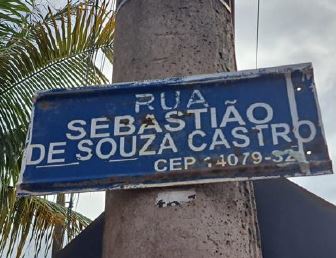 RUA
SEBASTIÃO
DE SOUZA CASTRO
CEP 14079-32